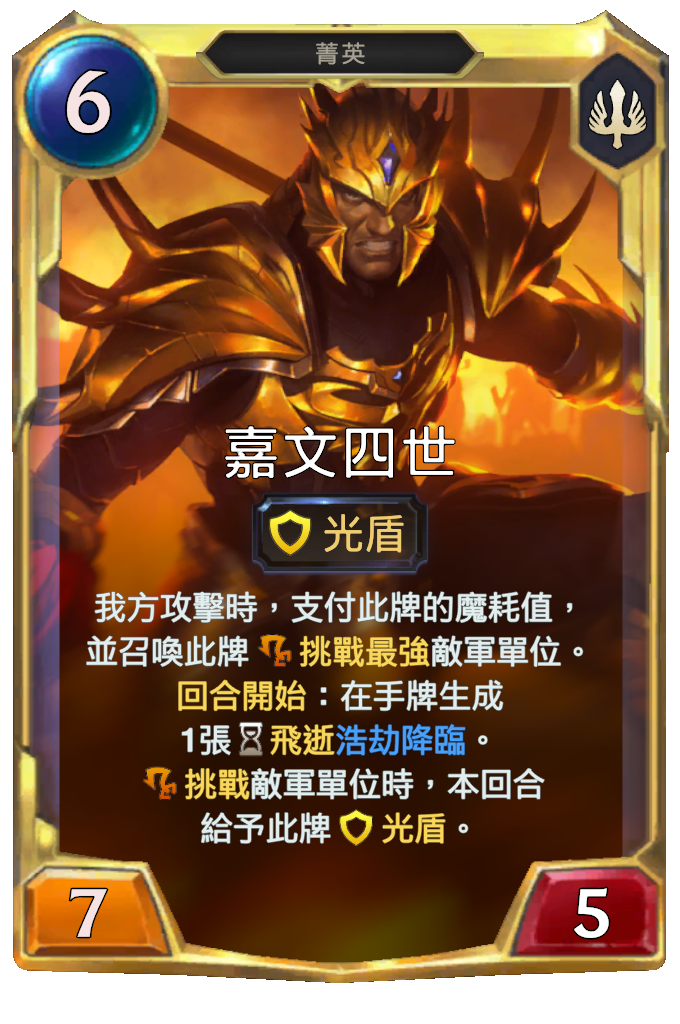 菁英
6
嘉文四世
光盾
我方攻擊時，支付此牌的魔耗值，
並召喚此牌 挑戰最強敵軍單位。
回合開始：在手牌生成
1張 飛逝浩劫降臨。
挑戰敵軍單位時，本回合
給予此牌 光盾。
7
5